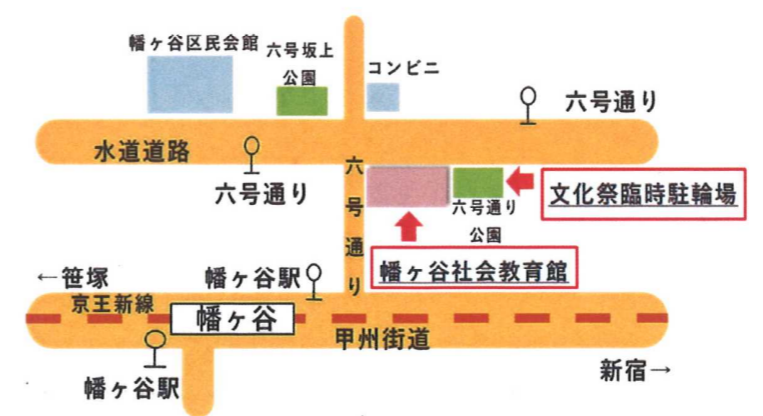 幡ヶ谷区民会館
六号坂上
公園
コンビニ
六号通り
水道道路
六号通り
六号通り
六号通り
公園
文化祭臨時駐輪場
幡ヶ谷社会教育館
←笹塚
幡ヶ谷駅
京王新線
幡ヶ谷
甲州街道
幡ヶ谷駅
新宿→